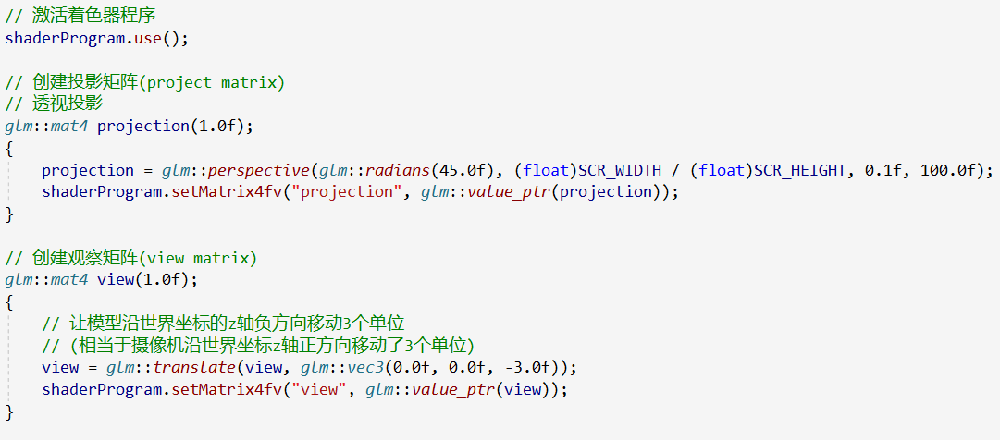 // 激活着色器程序
shaderProgram.use();
// 创建投影矩阵(project matrix)
// 透视投影
glm::mat4 projection(1.0f);
{
projection = glm::perspective(glm::radians(45.0f), (float)SCR_WIDTH / (float)SCR_HEIGHT, 0.1f, 100.0f);
shaderProgram.setMatrix4fv("projection", glm::value_ptr(projection));
}
// 创建观察矩阵(view matrix)
glm::mat4 view(1.0f);
{
// 让模型沿世界坐标的z轴负方向移动3个单位
// (相当于摄像机沿世界坐标z轴正方向移动了3个单位)
view = glm::translate(view, glm::vec3(0.0f, 0.0f, -3.0f));
shaderProgram.setMatrix4fv("view", glm::value_ptr(view));
}